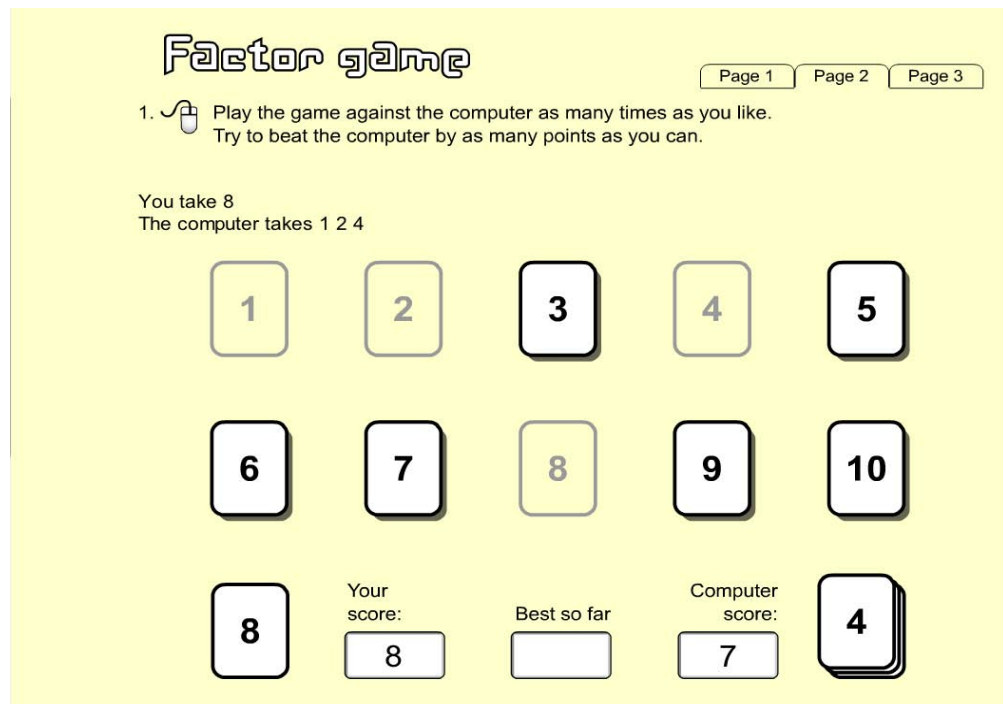 Factor game
Page 1 Page 2 Page 3
1. Play the game against the computer as many times as you like.
Try to beat the computer by as many points as you can.
You take 8
The computer takes 1 2 4
1 2 3 4 5
6 7 8 9 10
8
Your
score:
8
Best so far
Computer
score:
7
4